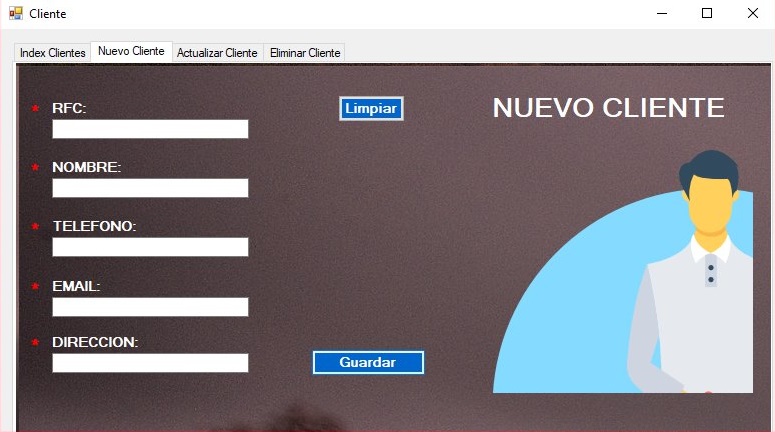 Cliente
Index Clientes Nuevo Cliente Actualizar Cliente Eliminar Cliente
* RFC:
Limpiar
NUEVO CLIENTE
* NOMBRE:
* TELEFONO:
* EMAIL:
* DIRECCION:
Guardar